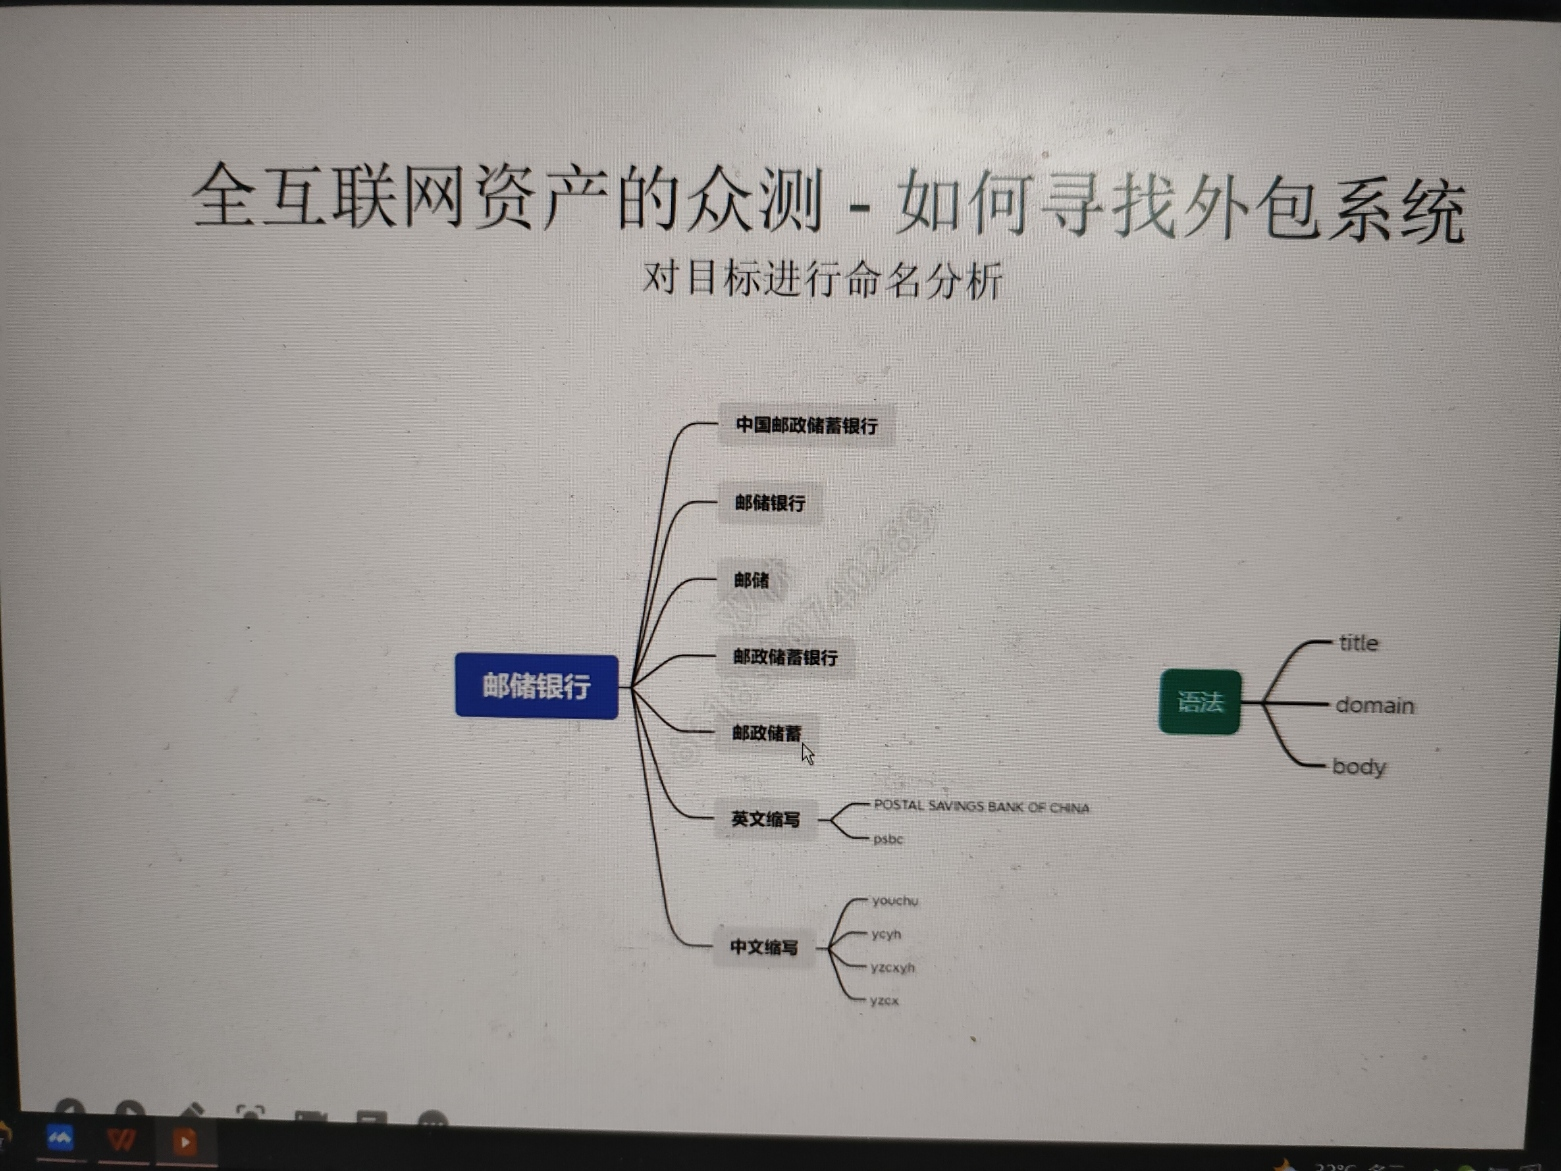 全互联网资产的众测 - 如何寻找外包系统
对目标进行命名分析
中国邮政储蓄银行
邮储银行
邮储
邮政储蓄银行
邮政储蓄
英文缩写
POSTAL SAVINGS BANK OF CHINA
psbc
中文缩写
youchu
ycyh
yzcxyh
yzcx
邮储银行
语法
title
domain
body